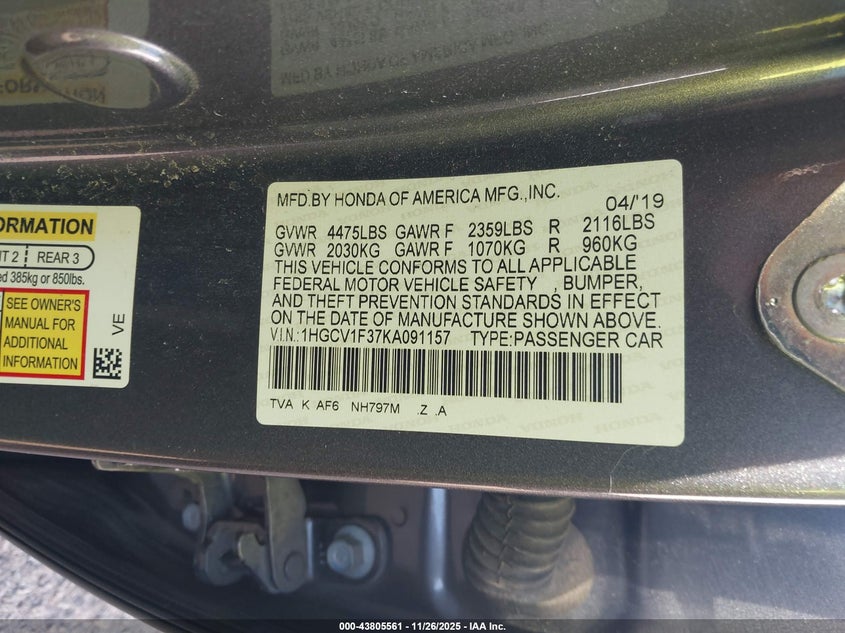 MFD.BY HONDA OF AMERICA MFG.,INC. 04/'19
GVWR 4475LBS GAWR F 2359LBS R 2116LBS
GVWR 2030KG GAWR F 1070KG R 960KG
THIS VEHICLE CONFORMS TO ALL APPLICABLE
FEDERAL MOTOR VEHICLE SAFETY , BUMPER,
AND THEFT PREVENTION STANDARDS IN EFFECT
ON THE DATE OF MANUFACTURE SHOWN ABOVE.
V.I.N.:1HGCV1F37KA091157 TYPE:PASSENGER CAR
TVA K AF6 NH797M .Z .A
ORMATION
2 REAR 3
385kg or 850lbs.
SEE OWNER'S
MANUAL FOR
ADDITIONAL
INFORMATION
VE
000-43805561 - 11/26/2025 - IAA Inc.